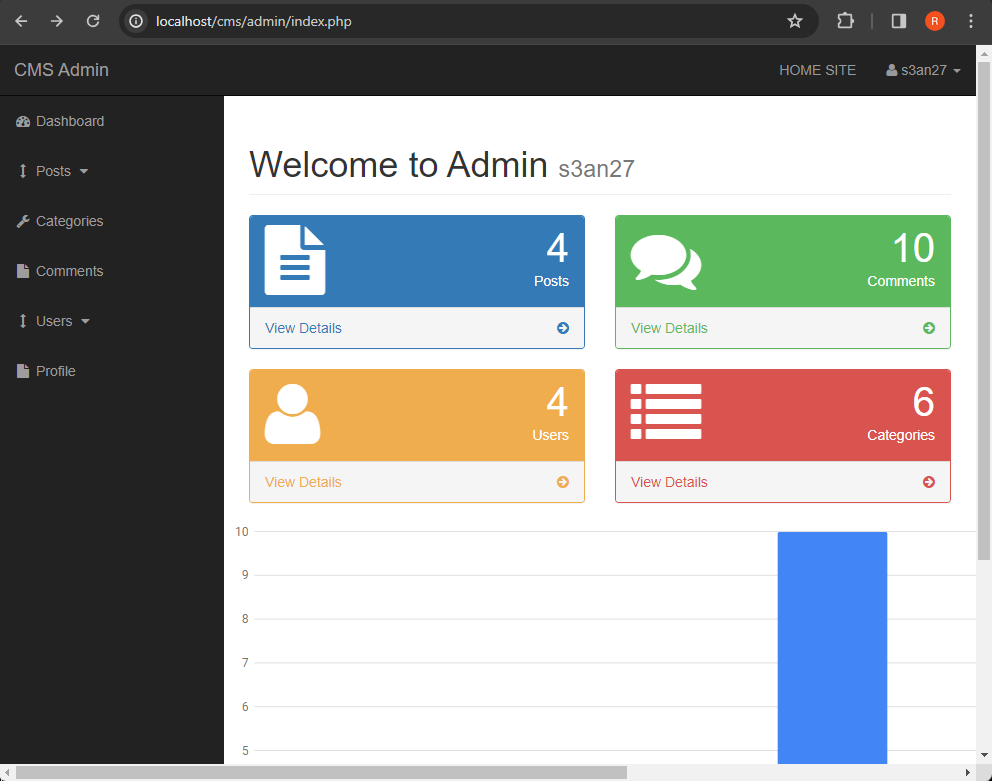 localhost/cms/admin/index.php
R
CMS Admin
HOME SITE
s3an27
Dashboard
Posts
Categories
Comments
Users
Profile
Welcome to Admin s3an27
4
Posts
View Details
10
Comments
View Details
4
Users
View Details
6
Categories
View Details
10
9
8
7
6
5